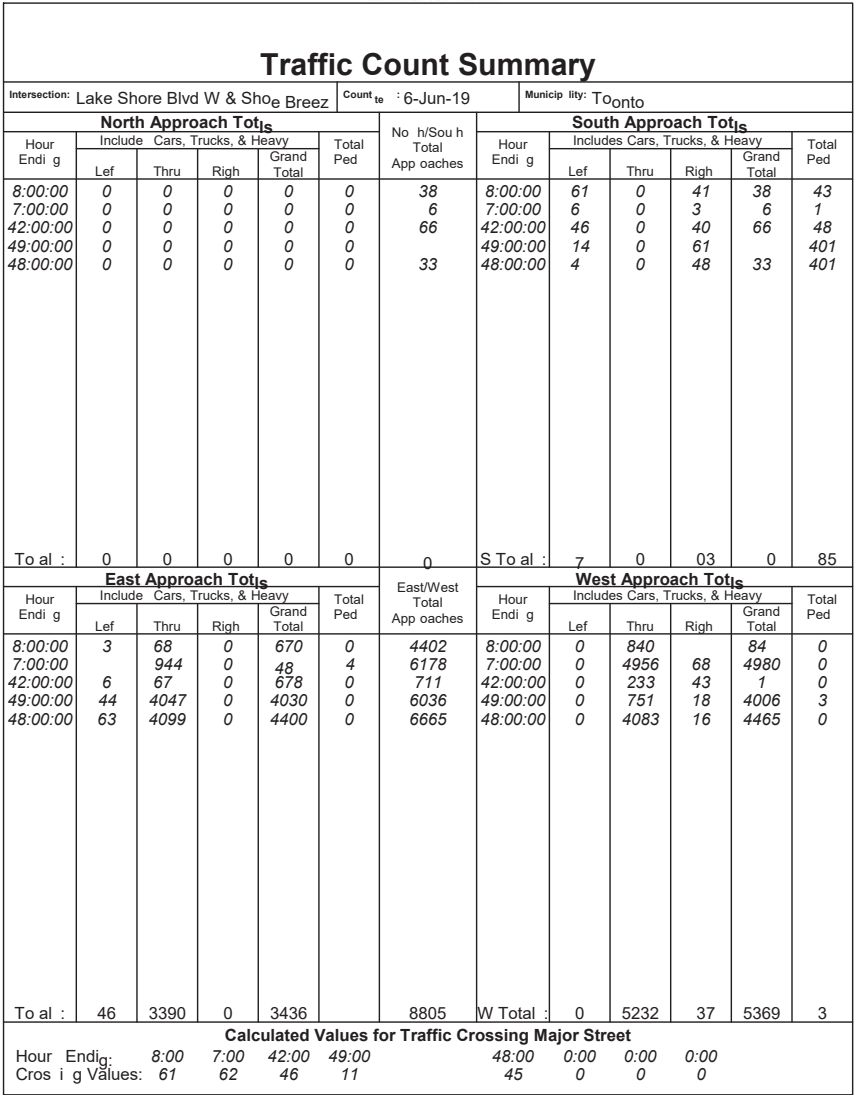 Traffic Count Summary
Intersection: Lake Shore Blvd W & Shoe Breez Count te : 6-Jun-19 Municip lity: Toonto
North Approach Totls No h/Sou h Total App oaches South Approach Totls
Hour Endi g Include Cars, Trucks, & Heavy Total Ped Hour Endi g Includes Cars, Trucks, & Heavy Total Ped
Lef Thru Righ Grand Total Lef Thru Righ Grand Total
8:00:00 0 0 0 0 0 38 8:00:00 61 0 41 38 43
7:00:00 0 0 0 0 0 6 7:00:00 6 0 3 6 1
42:00:00 0 0 0 0 0 66 42:00:00 46 0 40 66 48
49:00:00 0 0 0 0 0 49:00:00 14 0 61 401
48:00:00 0 0 0 0 0 33 48:00:00 4 0 48 33 401
To al : 0 0 0 0 0 0 S To al : 7 0 03 0 85
East Approach Totls East/West Total App oaches West Approach Totls
Hour Endi g Include Cars, Trucks, & Heavy Total Ped Hour Endi g Includes Cars, Trucks, & Heavy Total Ped
Lef Thru Righ Grand Total Lef Thru Righ Grand Total
8:00:00 3 68 0 670 0 4402 8:00:00 0 840 84 0
7:00:00 944 0 48 4 6178 7:00:00 0 4956 68 4980 0
42:00:00 6 67 0 678 0 711 42:00:00 0 233 43 1 0
49:00:00 44 4047 0 4030 0 6036 49:00:00 0 751 18 4006 3
48:00:00 63 4099 0 4400 0 6665 48:00:00 0 4083 16 4465 0
To al : 46 3390 0 3436 8805 W Total : 0 5232 37 5369 3
Calculated Values for Traffic Crossing Major Street
Hour Endig: 8:00 7:00 42:00 49:00 48:00 0:00 0:00 0:00
Cros i g Values: 61 62 46 11 45 0 0 0